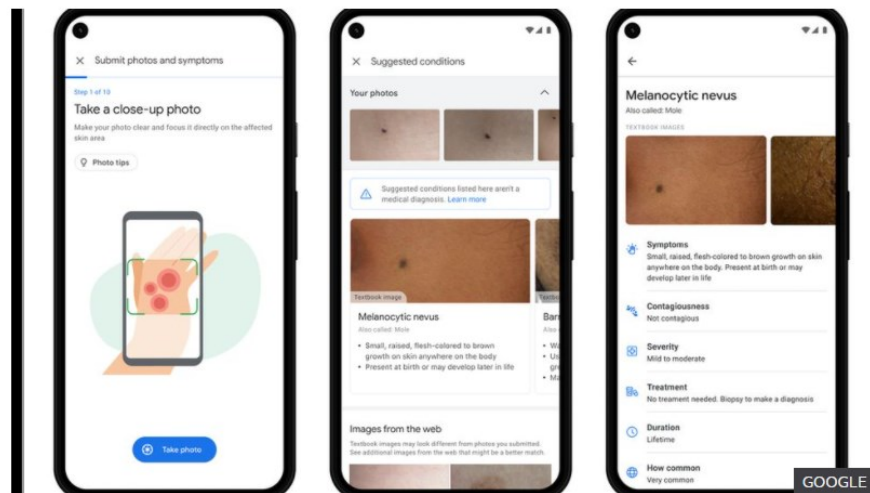 Submit photos and symptoms
Step 1 of 13
Take a close-up photo
Make your photo clear and focus it directly on the affected
skin area
Photo tips
Take photo
Suggested conditions
Your photos
Suggested conditions listed here aren't a
medical diagnosis. Learn more
Textbook image
Melanocytic nevus
Also called: Mole
• Small, raised, flesh-colored to brown
growth on skin anywhere on the body
• Present at birth or may develop later in life
Images from the web
Textbook images may look different from photos you submitted.
See additional images from the web that might be a better match.
Melanocytic nevus
Also called: Mole
TEXTBOOK IMAGES
Symptoms
Small, raised, flesh-colored to brown growth on skin
anywhere on the body. Present at birth or may
develop later in life
Contagiousness
Not contagious
Severity
Mild to moderate
Treatment
No treament needed. Biopsy to make a diagnosis
Duration
Lifetime
How common
Very common
GOOGLE